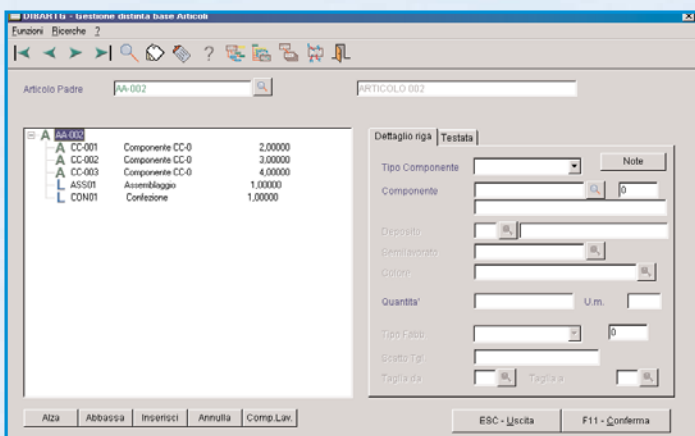 DIBARTG - Gestione distinta base Articoli
Funzioni Ricerche ?
?
Articolo Padre AA-002 ARTICOLO 002
A AA-002
A CC-001 Componente CC-0 2,00000
A CC-002 Componente CC-0 3,00000
A CC-003 Componente CC-0 4,00000
L ASS01 Assemblaggio 1,00000
L CON01 Confezione 1,00000
Dettaglio riga Testata
Tipo Componente Note
Componente 0
Deposito
Semilavorato
Colore
Quantita' U.m.
Tipo Fabb. 0
Scatto Tgl.
Taglia da Taglia a
Alza Abbassa Inserisci Annulla Comp.Lav.
ESC - Uscita F11 - Conferma